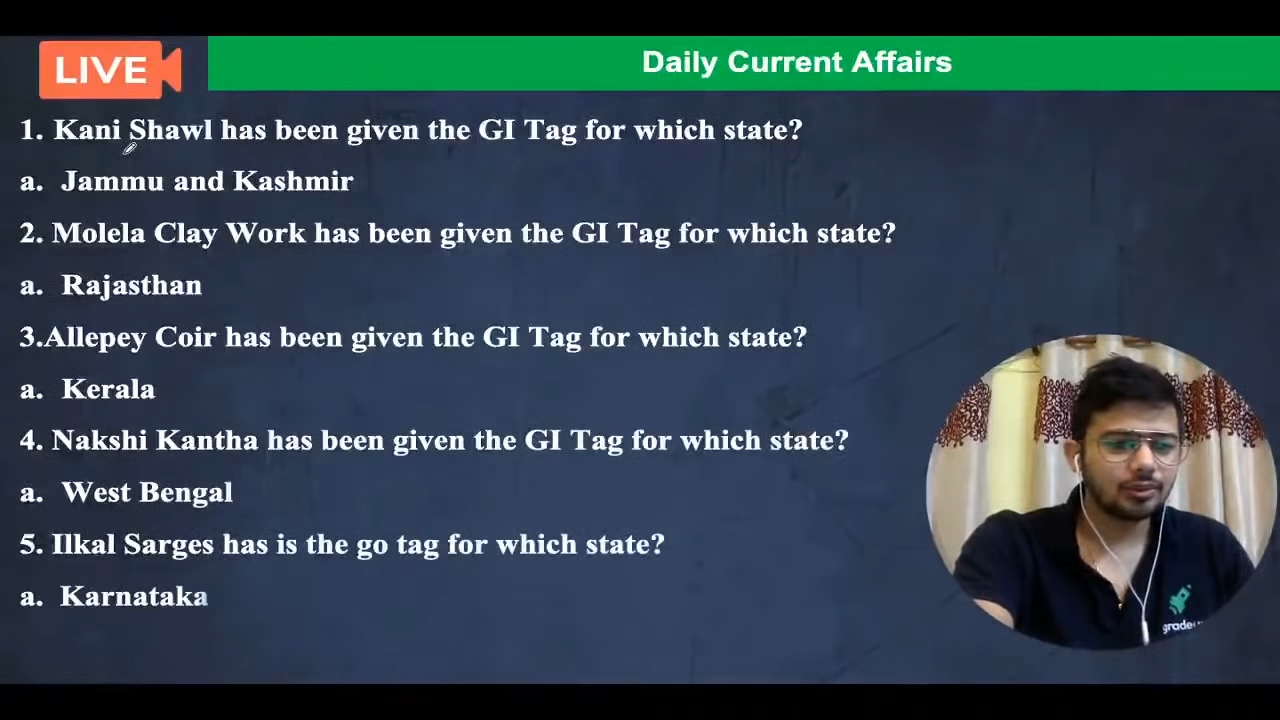 LIVE
Daily Current Affairs
1. Kani Shawl has been given the GI Tag for which state?
a. Jammu and Kashmir
2. Molela Clay Work has been given the GI Tag for which state?
a. Rajasthan
3.Allepey Coir has been given the GI Tag for which state?
a. Kerala
4. Nakshi Kantha has been given the GI Tag for which state?
a. West Bengal
5. Ilkal Sarges has is the go tag for which state?
a. Karnataka